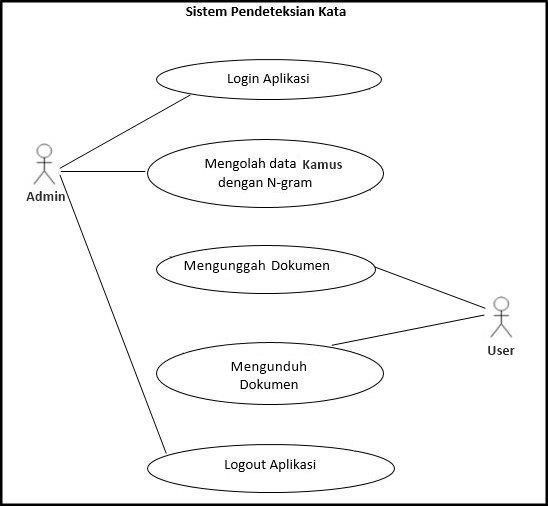 Sistem Pendeteksian Kata
Login Aplikasi
Mengolah data Kamus
dengan N-gram
Admin
Mengunggah Dokumen
User
Mengunduh
Dokumen
Logout Aplikasi